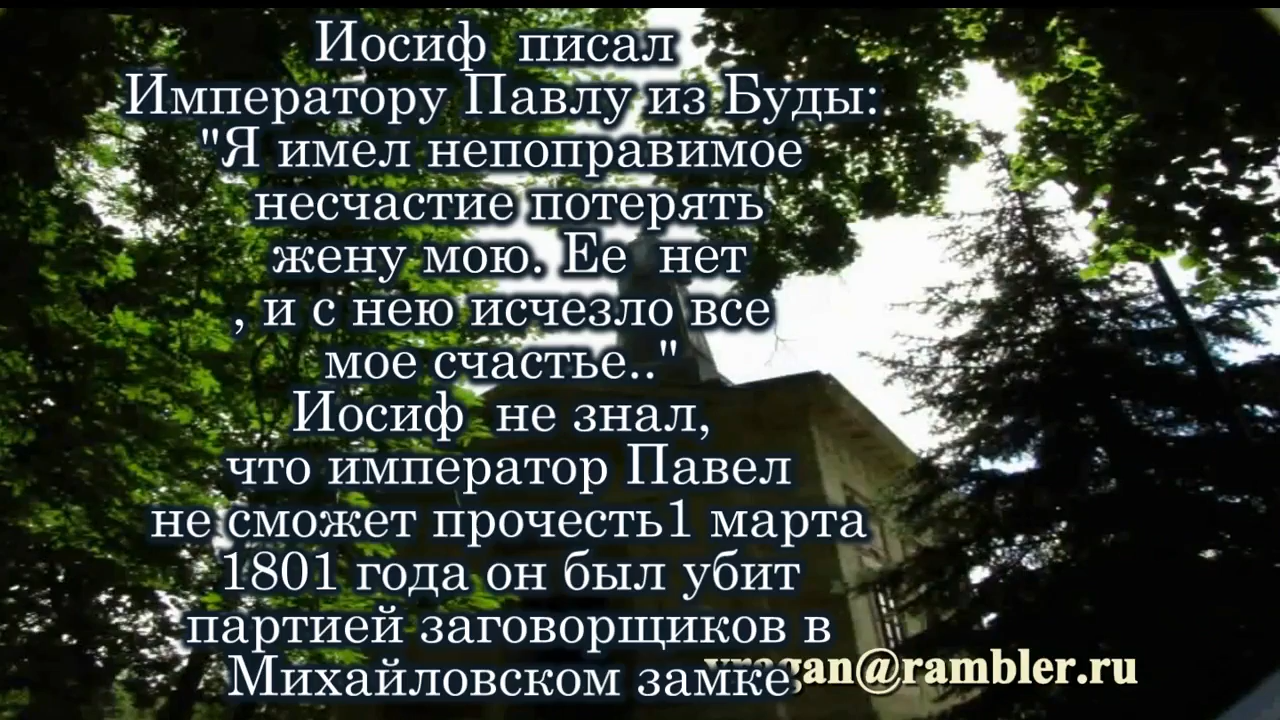 Иосиф писал
Императору Павлу из Буды:
"Я имел непоправимое
несчастие потерять
жену мою. Ее нет
, и с нею исчезло все
мое счастье.."
Иосиф не знал,
что император Павел
не сможет прочесть1 марта
1801 года он был убит
партией заговорщиков в
Михайловском замке
@rambler.ru